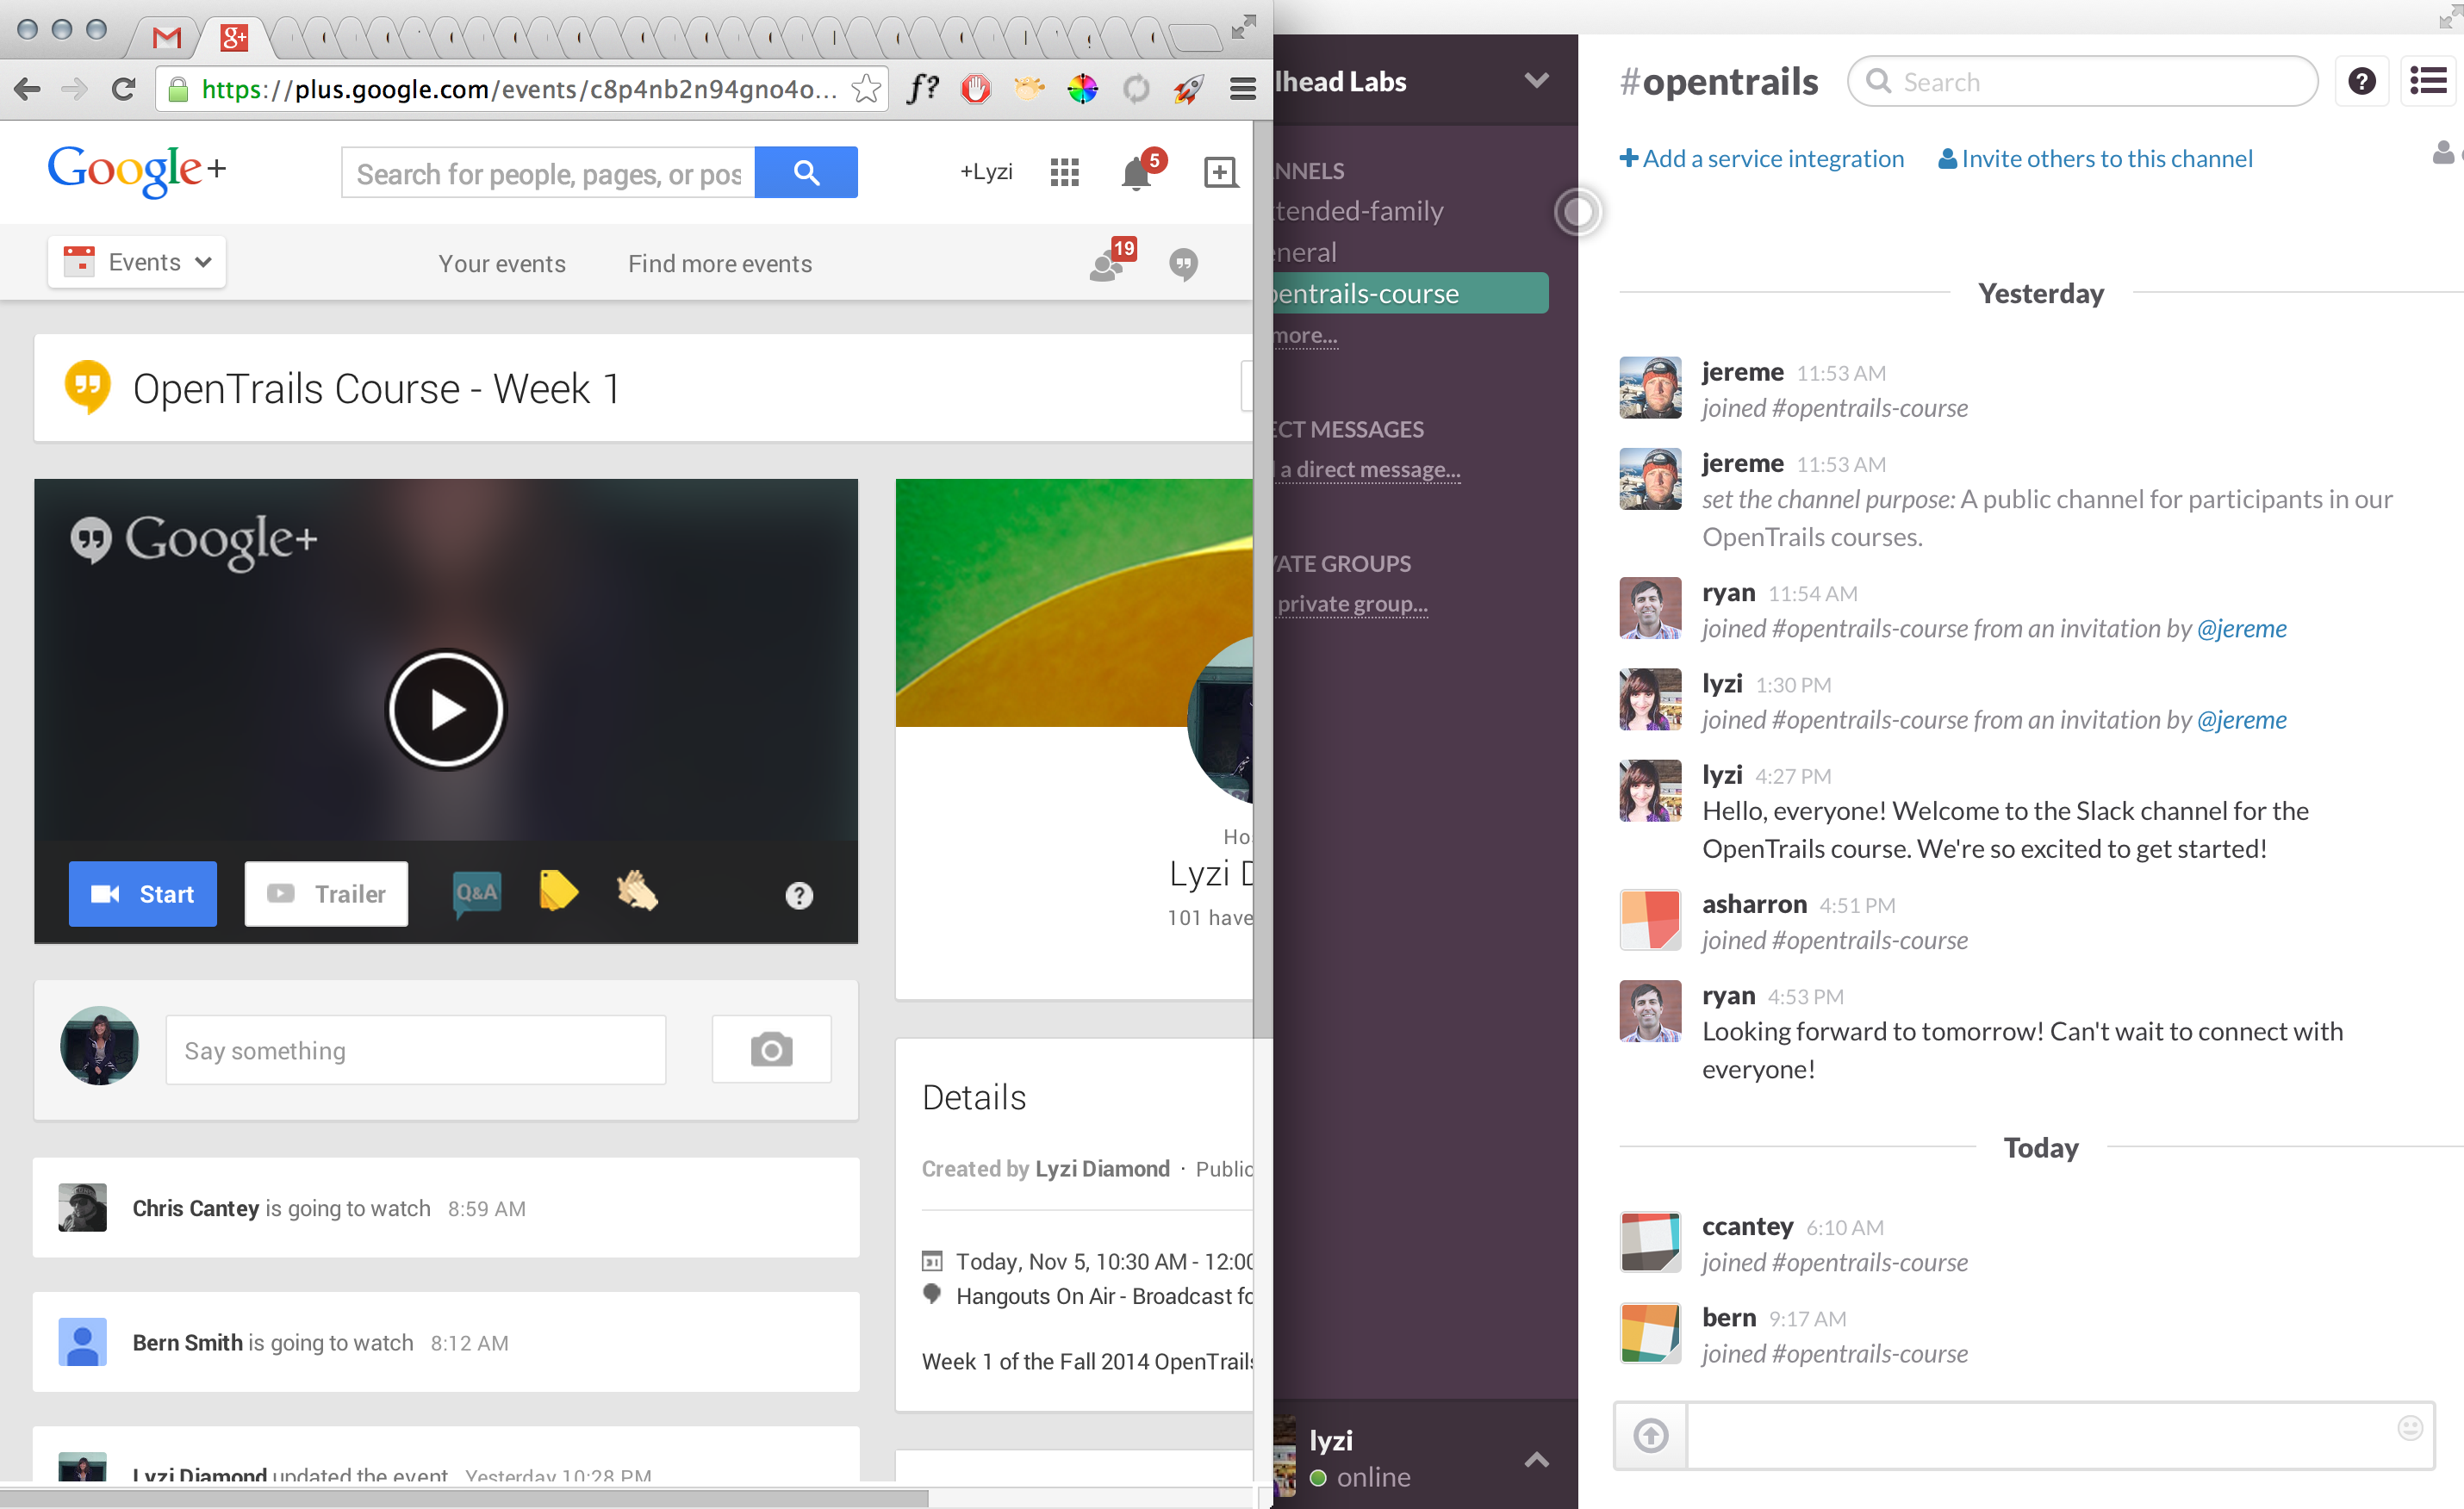 https://plus.google.com/events/c8p4nb2n94gno4o...
f?
Google+
Search for people, pages, or pos
+Lyzi
5
Events
Your events
Find more events
19
OpenTrails Course - Week 1
Google+
Start
Trailer
Q&A
?
Lyzi D
101 have
Say something
Details
Created by Lyzi Diamond · Public
Today, Nov 5, 10:30 AM - 12:00
Hangouts On Air - Broadcast fo
Week 1 of the Fall 2014 OpenTrails
Chris Cantey is going to watch 8:59 AM
Bern Smith is going to watch 8:12 AM
Lyzi Diamond updated the event Yesterday 10:28 PM
lhead Labs
NNELS
tended-family
neral
pentrails-course
more...
ECT MESSAGES
a direct message...
VATE GROUPS
private group...
lyzi
online
#opentrails
Search
?
Add a service integration
Invite others to this channel
Yesterday
jereme 11:53 AM
joined #opentrails-course
jereme 11:53 AM
set the channel purpose: A public channel for participants in our
OpenTrails courses.
ryan 11:54 AM
joined #opentrails-course from an invitation by @jereme
lyzi 1:30 PM
joined #opentrails-course from an invitation by @jereme
lyzi 4:27 PM
Hello, everyone! Welcome to the Slack channel for the
OpenTrails course. We're so excited to get started!
asharron 4:51 PM
joined #opentrails-course
ryan 4:53 PM
Looking forward to tomorrow! Can't wait to connect with
everyone!
Today
ccantey 6:10 AM
joined #opentrails-course
bern 9:17 AM
joined #opentrails-course